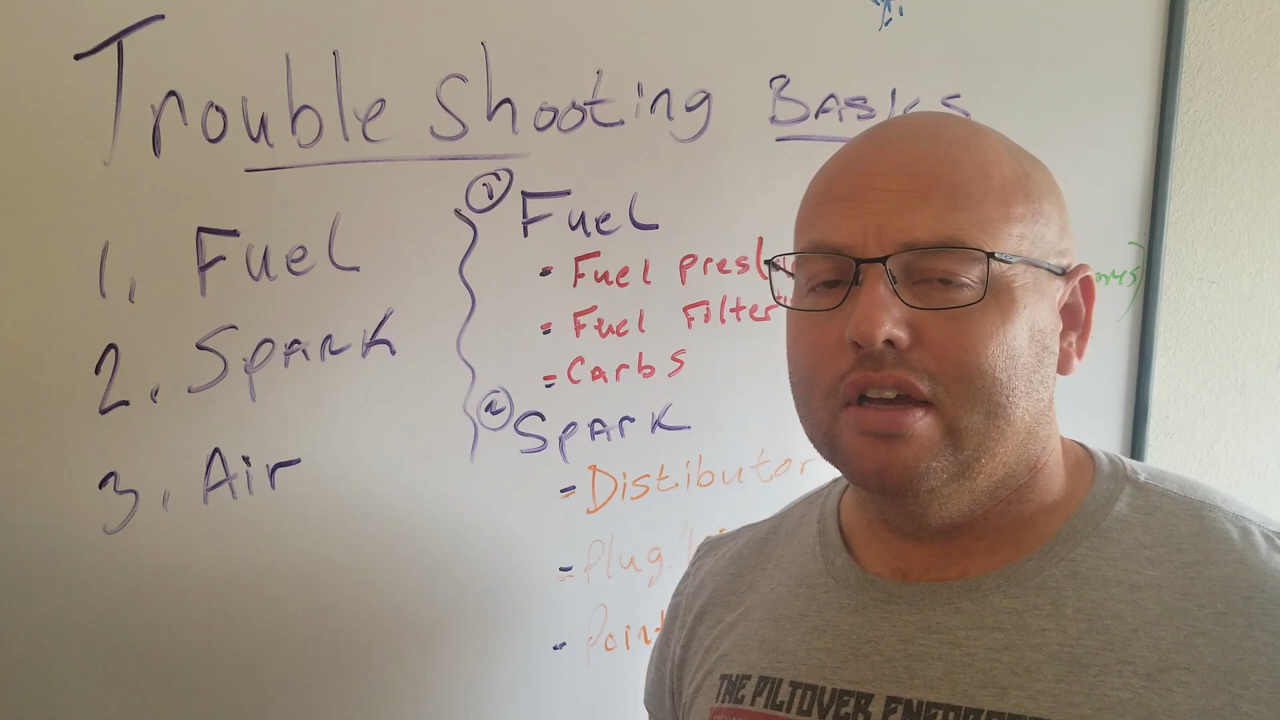 Trouble Shooting Basics
1. Fuel
2. Spark
3. Air
① Fuel
- Fuel pres
- Fuel Filter
- Carbs
② Spark
- Distibutor
- Plug
- Point
THE PILTOVER ENFORC